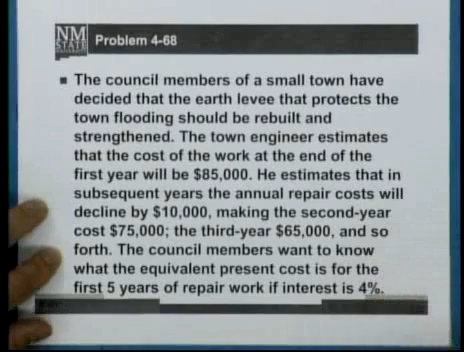 NM
STATE
Problem 4-68
The council members of a small town have
decided that the earth levee that protects the
town flooding should be rebuilt and
strengthened. The town engineer estimates
that the cost of the work at the end of the
first year will be $85,000. He estimates that in
subsequent years the annual repair costs will
decline by $10,000, making the second-year
cost $75,000; the third-year $65,000, and so
forth. The council members want to know
what the equivalent present cost is for the
first 5 years of repair work if interest is 4%.